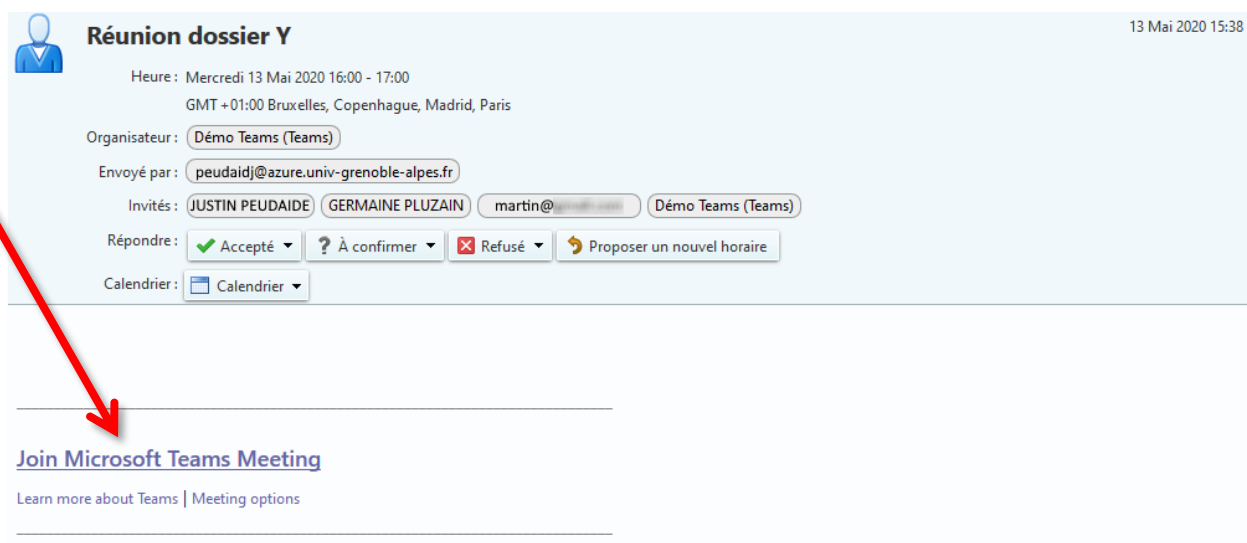 Réunion dossier Y
13 Mai 2020 15:38
Heure : Mercredi 13 Mai 2020 16:00 - 17:00
GMT +01:00 Bruxelles, Copenhague, Madrid, Paris
Organisateur : Démo Teams (Teams)
Envoyé par : peudaidj@azure.univ-grenoble-alpes.fr
Invités : JUSTIN PEUDAIDE GERMAINE PLUZAIN martin@ Démo Teams (Teams)
Répondre : Accepté ? À confirmer Refusé Proposer un nouvel horaire
Calendrier : Calendrier
Join Microsoft Teams Meeting
Learn more about Teams | Meeting options